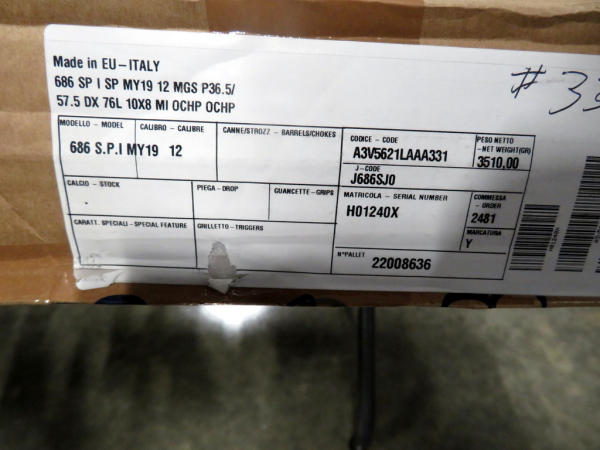 Made in EU-ITALY
686 SP I SP MY19 12 MGS P36.5/
57.5 DX 76L 10X8 MI OCHP OCHP
# 33
MODELLO - MODEL
686 S.P.I MY19
CALIBRO - CALIBRE
12
CANNE/STROZZ - BARRELS/CHOKES
CODICE - CODE
A3V5621LAAA331
J-CODE
J686SJ0
PESO NETTO
- NET WEIGHT(GR)
3510,00
CALCIO - STOCK
PIEGA-DROP
GUANCETTE-GRIPS
MATRICOLA - SERIAL NUMBER
H01240X
COMMESSA
- ORDER
2481
CARATT. SPECIALI-SPECIAL FEATURE
GRILLETTO-TRIGGERS
MARCATURA
Y
N°PALLET
22008636